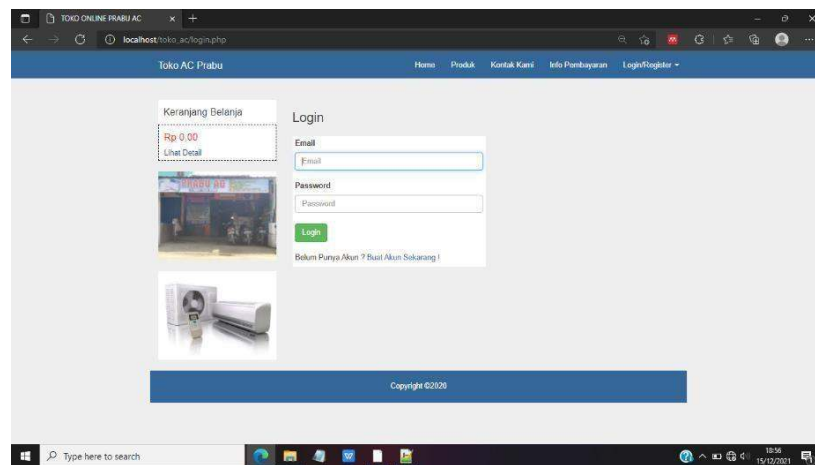 TOKO ONLINE PRABU AC
localhost/toko_ac/login.php
Toko AC Prabu
Home Produk Kontak Kami Info Pembayaran Login/Register
Keranjang Belanja
Rp 0,00
Lihat Detail
PRABU AC
Login
Email
Email
Password
Password
Login
Belum Punya Akun ? Buat Akun Sekarang !
Copyright ©2020
Type here to search
18:56
15/12/2021